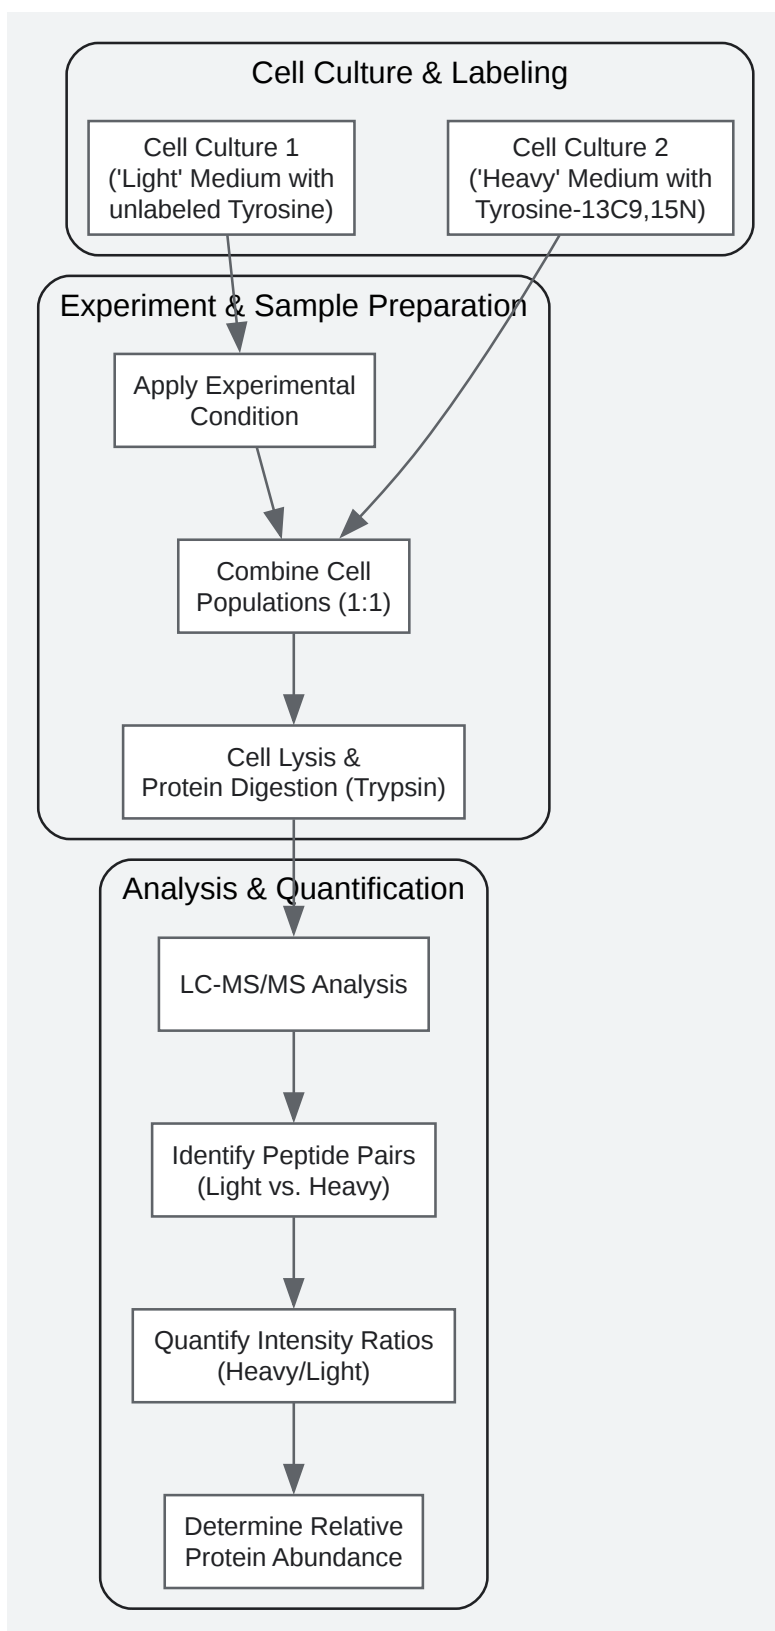 Cell Culture & Labeling
Cell Culture 1
('Light' Medium with
unlabeled Tyrosine)
Cell Culture 2
('Heavy' Medium with
Tyrosine-13C9,15N)
Experiment & Sample Preparation
Apply Experimental
Condition
Combine Cell
Populations (1:1)
Cell Lysis &
Protein Digestion (Trypsin)
Analysis & Quantification
LC-MS/MS Analysis
Identify Peptide Pairs
(Light vs. Heavy)
Quantify Intensity Ratios
(Heavy/Light)
Determine Relative
Protein Abundance